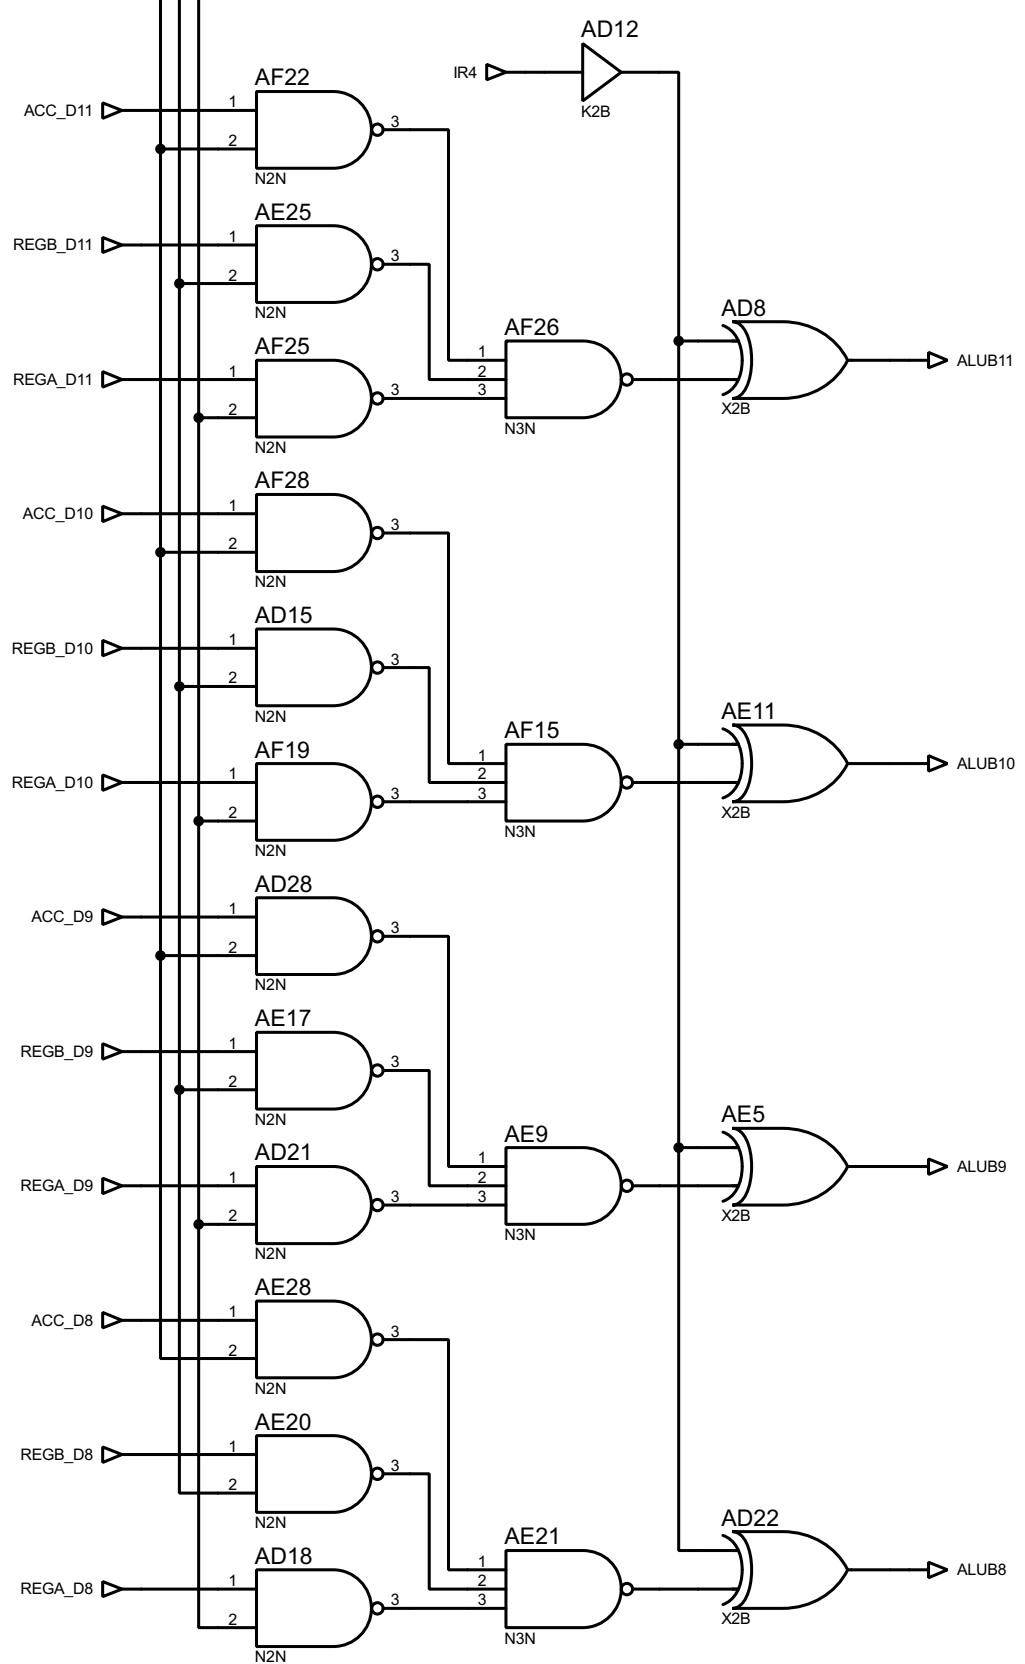 AD12
IR4
K2B
AF22
ACC_D11
1
2
3
N2N
AE25
REGB_D11
1
2
3
N2N
AF25
REGA_D11
1
2
3
N2N
AF26
1
2
3
N3N
AD8
X2B
ALUB11
AF28
ACC_D10
1
2
3
N2N
AD15
REGB_D10
1
2
3
N2N
AF19
REGA_D10
1
2
3
N2N
AF15
1
2
3
N3N
AE11
X2B
ALUB10
AD28
ACC_D9
1
2
3
N2N
AE17
REGB_D9
1
2
3
N2N
AD21
REGA_D9
1
2
3
N2N
AE9
1
2
3
N3N
AE5
X2B
ALUB9
AE28
ACC_D8
1
2
3
N2N
AE20
REGB_D8
1
2
3
N2N
AD18
REGA_D8
1
2
3
N2N
AE21
1
2
3
N3N
AD22
X2B
ALUB8